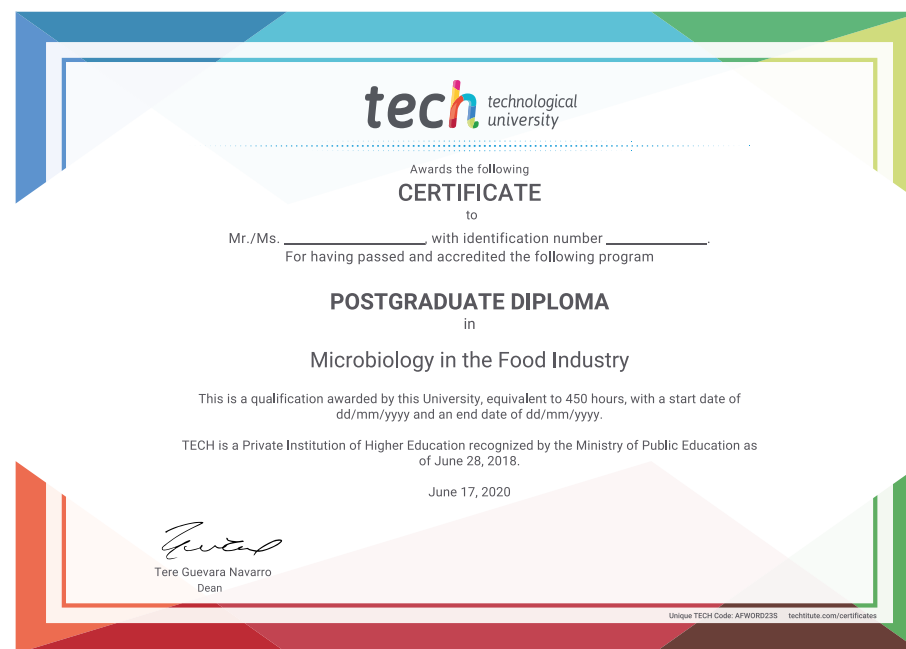 tech technological
university
Awards the following
CERTIFICATE
to
Mr./Ms. ____________________, with identification number ______________.
For having passed and accredited the following program
POSTGRADUATE DIPLOMA
in
Microbiology in the Food Industry
This is a qualification awarded by this University, equivalent to 450 hours, with a start date of
dd/mm/yyyy and an end date of dd/mm/yyyy.
TECH is a Private Institution of Higher Education recognized by the Ministry of Public Education as
of June 28, 2018.
June 17, 2020
Tere Guevara Navarro
Dean
Unique TECH Code: AFWORD23S techtitute.com/certificates